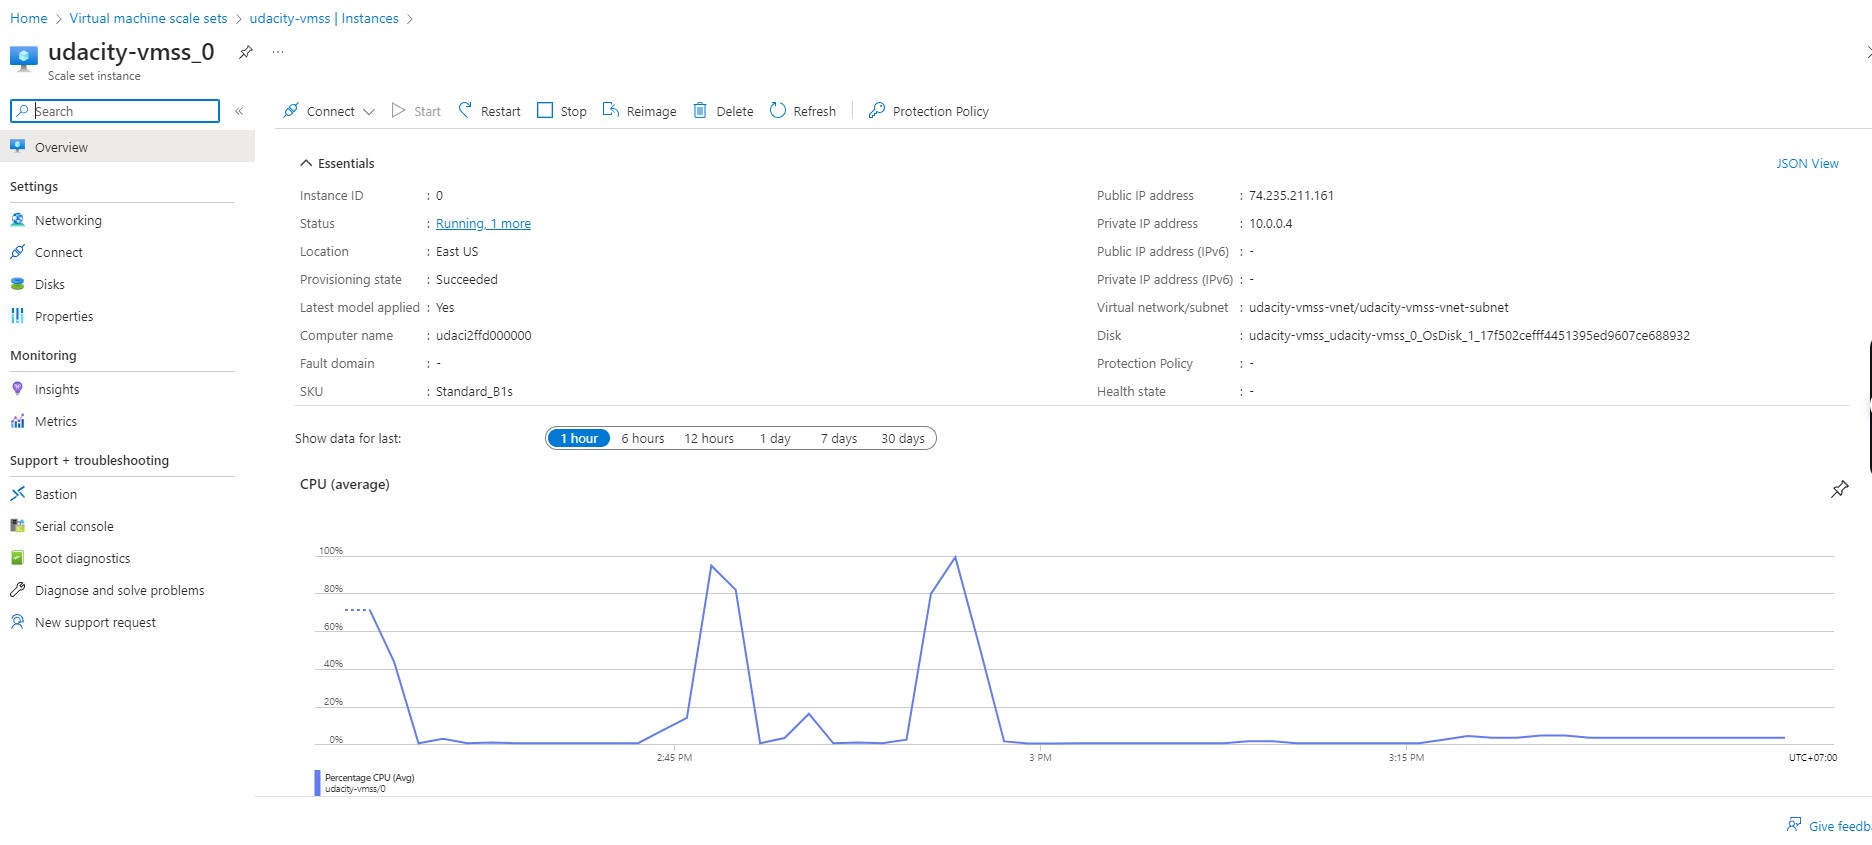 Home > Virtual machine scale sets > udacity-vmss | Instances >
udacity-vmss_0 ...
Scale set instance
Search «
Connect Start Restart Stop Reimage Delete Refresh Protection Policy
Overview
Settings
Networking
Connect
Disks
Properties
Monitoring
Insights
Metrics
Support + troubleshooting
Bastion
Serial console
Boot diagnostics
Diagnose and solve problems
New support request
Essentials JSON View
Instance ID : 0
Status : Running, 1 more
Location : East US
Provisioning state : Succeeded
Latest model applied : Yes
Computer name : udaci2ffd000000
Fault domain : -
SKU : Standard_B1s
Public IP address : 74.235.211.161
Private IP address : 10.0.0.4
Public IP address (IPv6) : -
Private IP address (IPv6) : -
Virtual network/subnet : udacity-vmss-vnet/udacity-vmss-vnet-subnet
Disk : udacity-vmss_udacity-vmss_0_OsDisk_1_17f502cefff4451395ed9607ce688932
Protection Policy : -
Health state : -
Show data for last: 1 hour 6 hours 12 hours 1 day 7 days 30 days
CPU (average)
100%
80%
60%
40%
20%
0%
2:45 PM 3 PM 3:15 PM UTC+07:00
Percentage CPU (Avg)
udacity-vmss/0
Give feedb